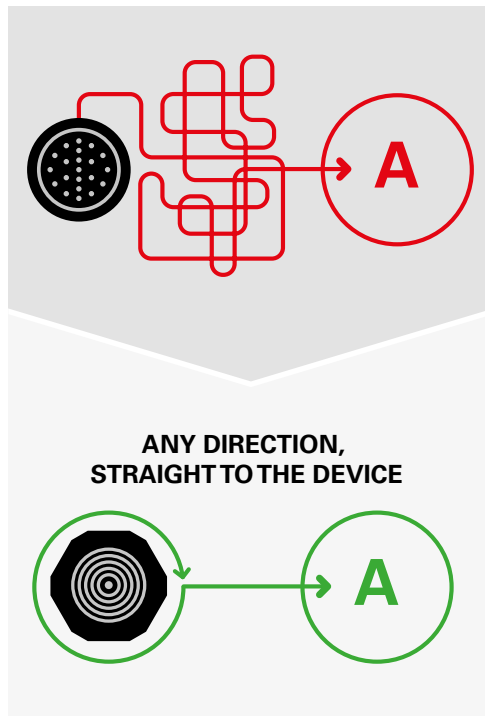 A
ANY DIRECTION,
STRAIGHT TO THE DEVICE
A